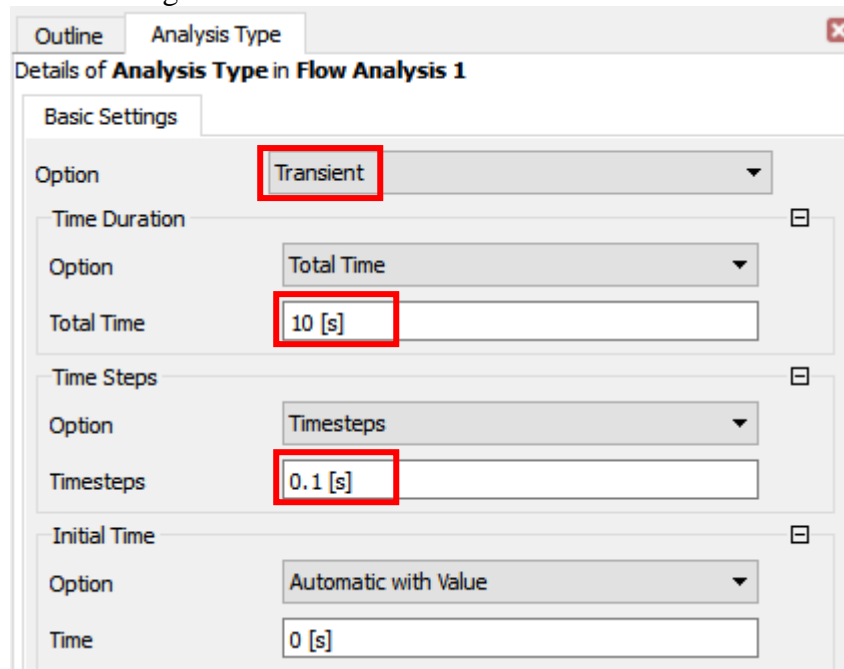 Outline Analysis Type
Details of Analysis Type in Flow Analysis 1
Basic Settings
Option Transient
Time Duration
Option Total Time
Total Time 10 [s]
Time Steps
Option Timesteps
Timesteps 0.1 [s]
Initial Time
Option Automatic with Value
Time 0 [s]